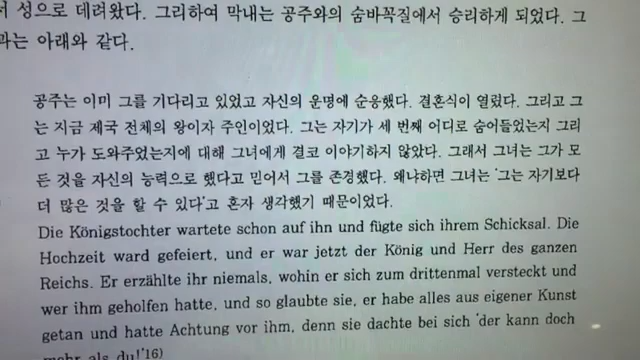 서 성으로 데려왔다. 그리하여 막내는 공주와의 숨바꼭질에서 승리하게 되었다. 그
과는 아래와 같다.
공주는 이미 그를 기다리고 있었고 자신의 운명에 순응했다. 결혼식이 열렸다. 그리고 그
는 지금 제국 전체의 왕이자 주인이었다. 그는 자기가 세 번째 어디로 숨어들었는지 그리
고 누가 도와주었는지에 대해 그녀에게 결코 이야기하지 않았다. 그래서 그녀는 그가 모
든 것을 자신의 능력으로 했다고 믿어서 그를 존경했다. 왜냐하면 그녀는 '그는 자기보다
더 많은 것을 할 수 있다'고 혼자 생각했기 때문이었다.
Die Königstochter wartete schon auf ihn und fügte sich ihrem Schicksal. Die
Hochzeit ward gefeiert, und er war jetzt der König und Herr des ganzen
Reichs. Er erzählte ihr niemals, wohin er sich zum drittenmal versteckt und
wer ihm geholfen hatte, und so glaubte sie, er habe alles aus eigener Kunst
getan und hatte Achtung vor ihm, denn sie dachte bei sich 'der kann doch
mehr als du!'16)